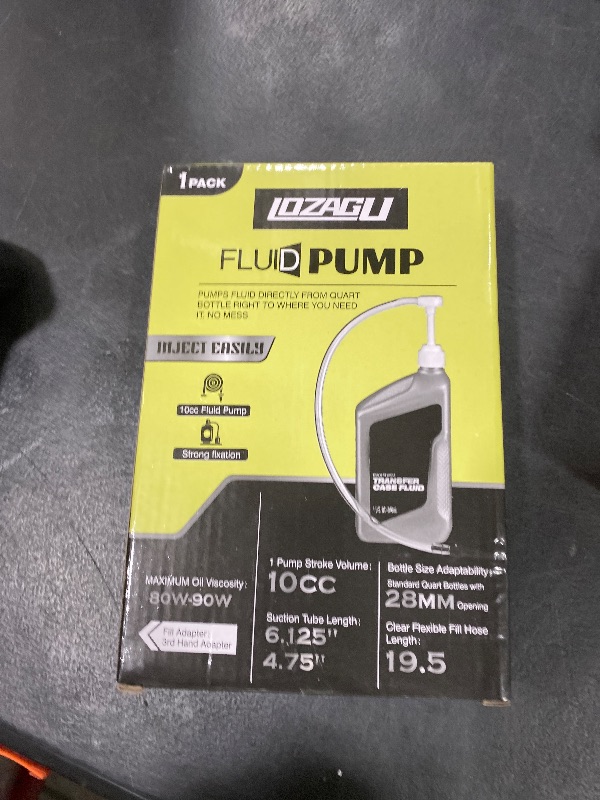 1 PACK
LOZAGU
FLUID PUMP
PUMPS FLUID DIRECTLY FROM QUART
BOTTLE RIGHT TO WHERE YOU NEED
IT. NO MESS
INJECT EASILY
10cc Fluid Pump
Strong fixation
TRANSFER
CASE FLUID
MAXIMUM Oil Viscosity:
80W-90W
Fill Adapter:
3rd Hand Adapter
1 Pump Stroke Volume:
10CC
Suction Tube Length:
6.125"
4.75"
Bottle Size Adaptability:
Standard Quart Bottles with
28MM Opening
Clear Flexible Fill Hose
Length:
19.5